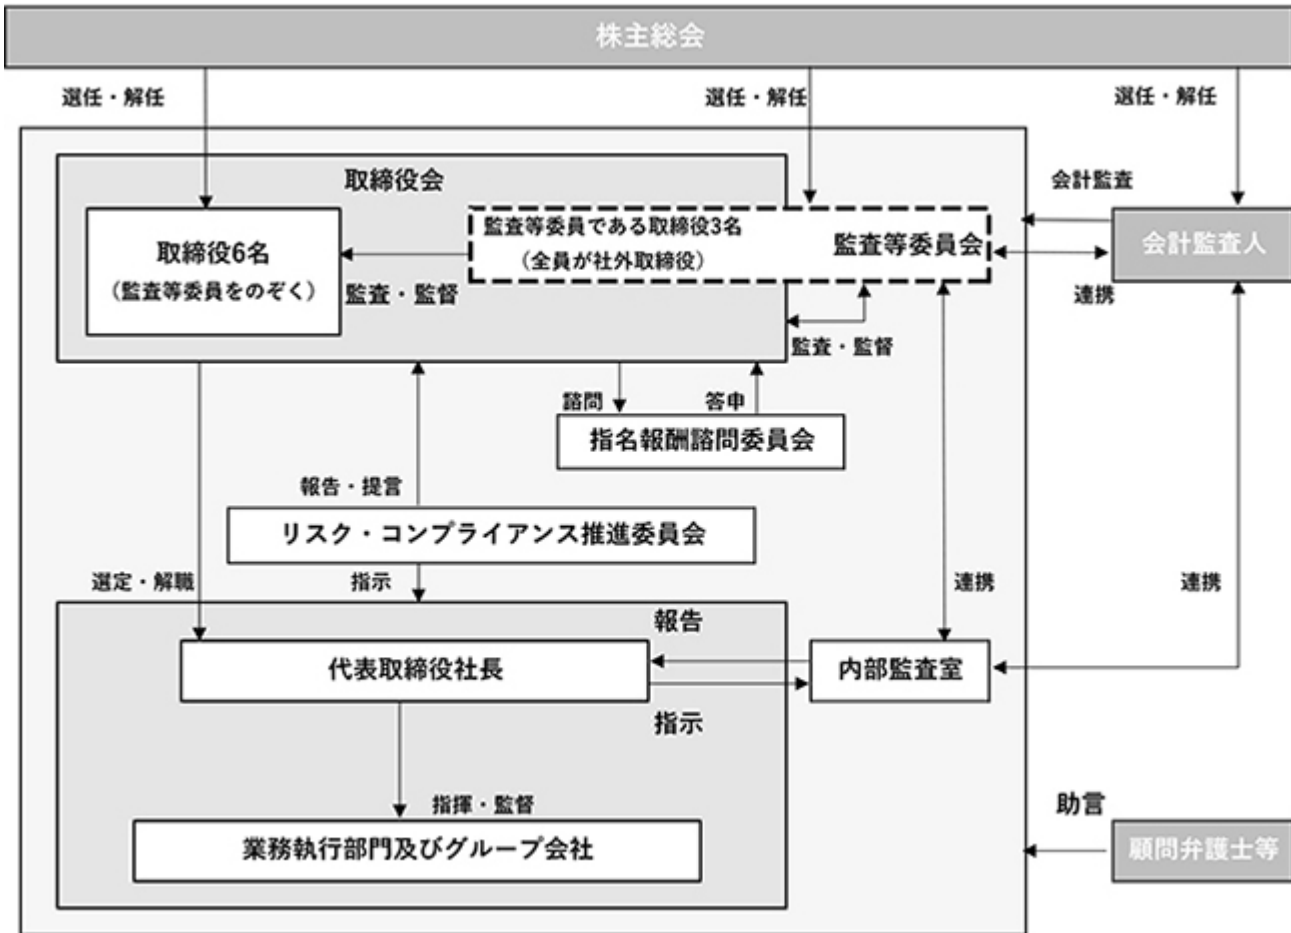 株主総会
選任・解任
選任・解任
選任・解任
取締役会
会計監査
取締役6名
(監査等委員をのぞく)
監査等委員である取締役3名
(全員が社外取締役)
監査等委員会
会計監査人
監査・監督
連携
監査・監督
諮問
答申
指名報酬諮問委員会
報告・提言
リスク・コンプライアンス推進委員会
選定・解職
指示
連携
連携
報告
代表取締役社長
内部監査室
指示
指揮・監督
助言
業務執行部門及びグループ会社
顧問弁護士等